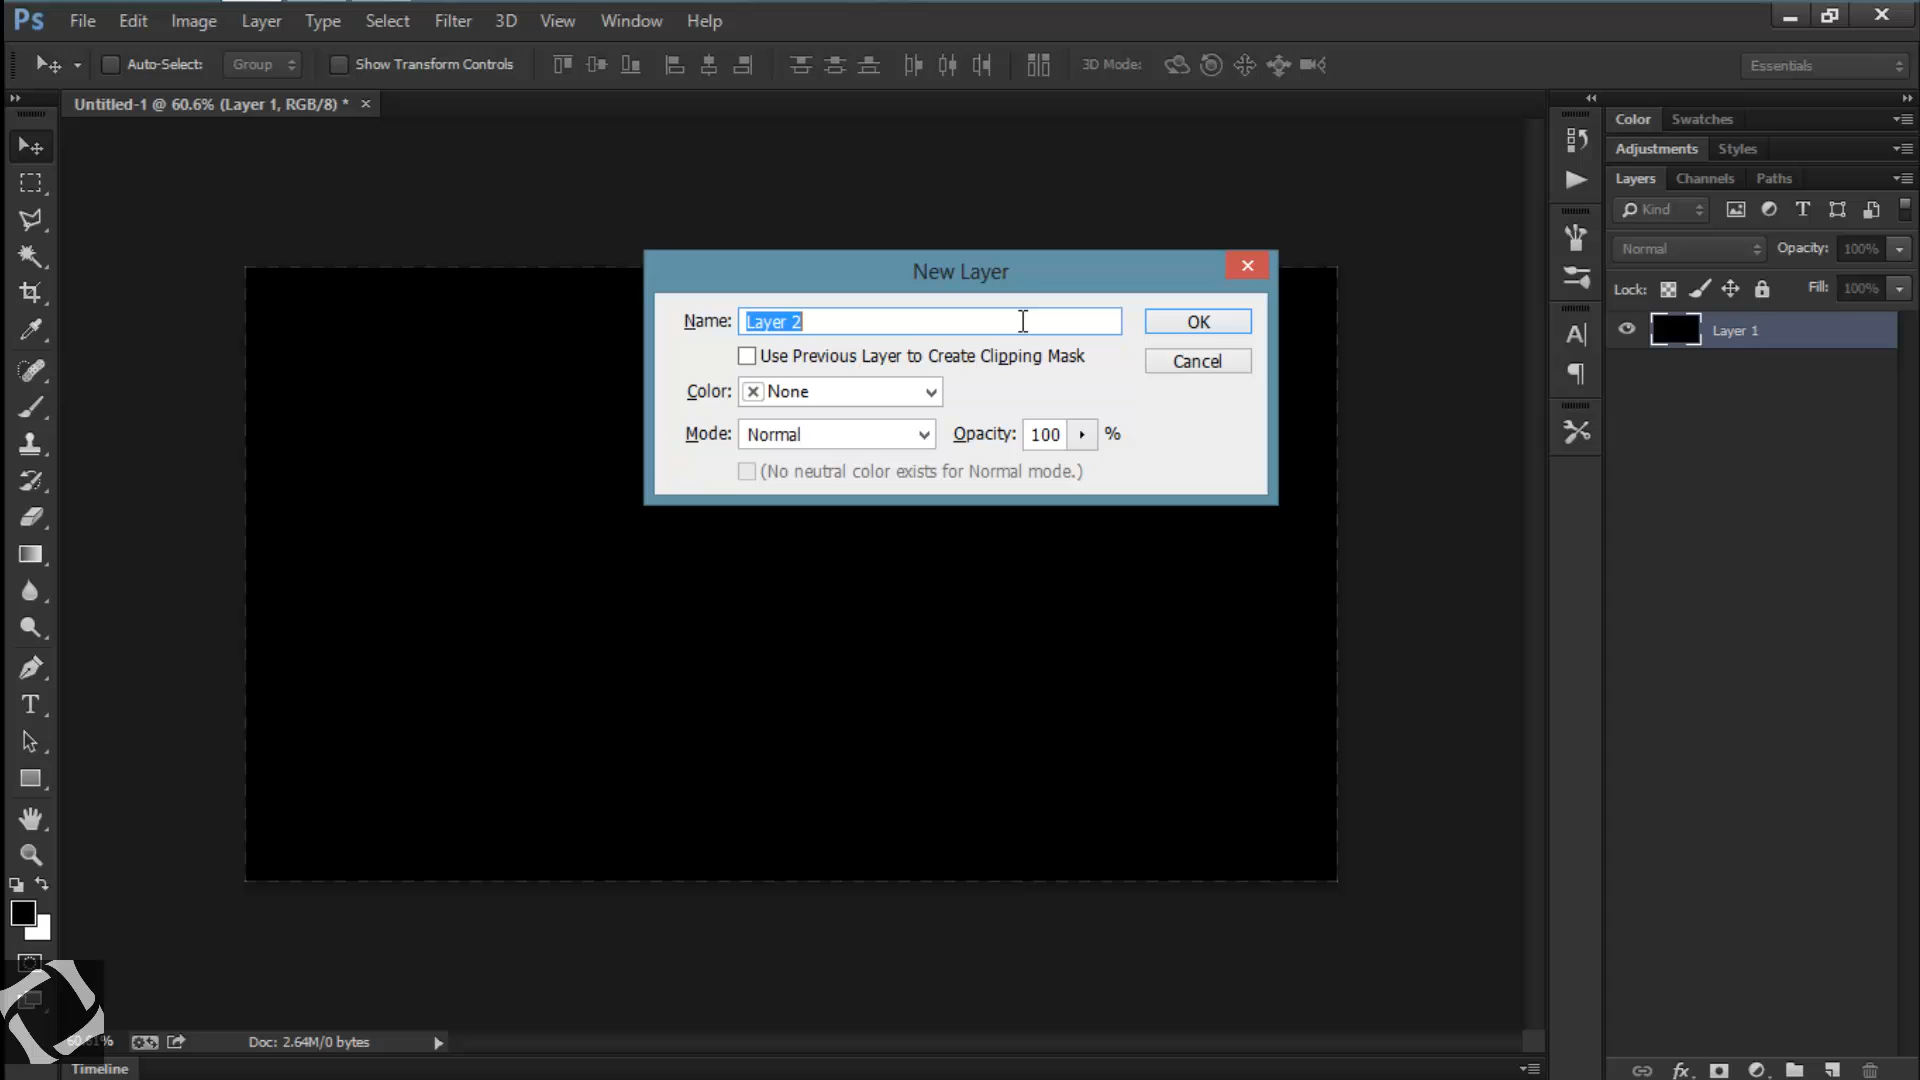 Ps File Edit Image Layer Type Select Filter 3D View Window Help
Auto-Select: Group Show Transform Controls 3D Mode: Essentials
Untitled-1 @ 60.6% (Layer 1, RGB/8) * ×
Color Swatches
Adjustments Styles
Layers Channels Paths
Kind
Normal Opacity: 100%
Lock: Fill: 100%
Layer 1
New Layer
Name: Layer 2 OK
Use Previous Layer to Create Clipping Mask Cancel
Color: None
Mode: Normal Opacity: 100 %
(No neutral color exists for Normal mode.)
Doc: 2.64M/0 bytes
Timeline